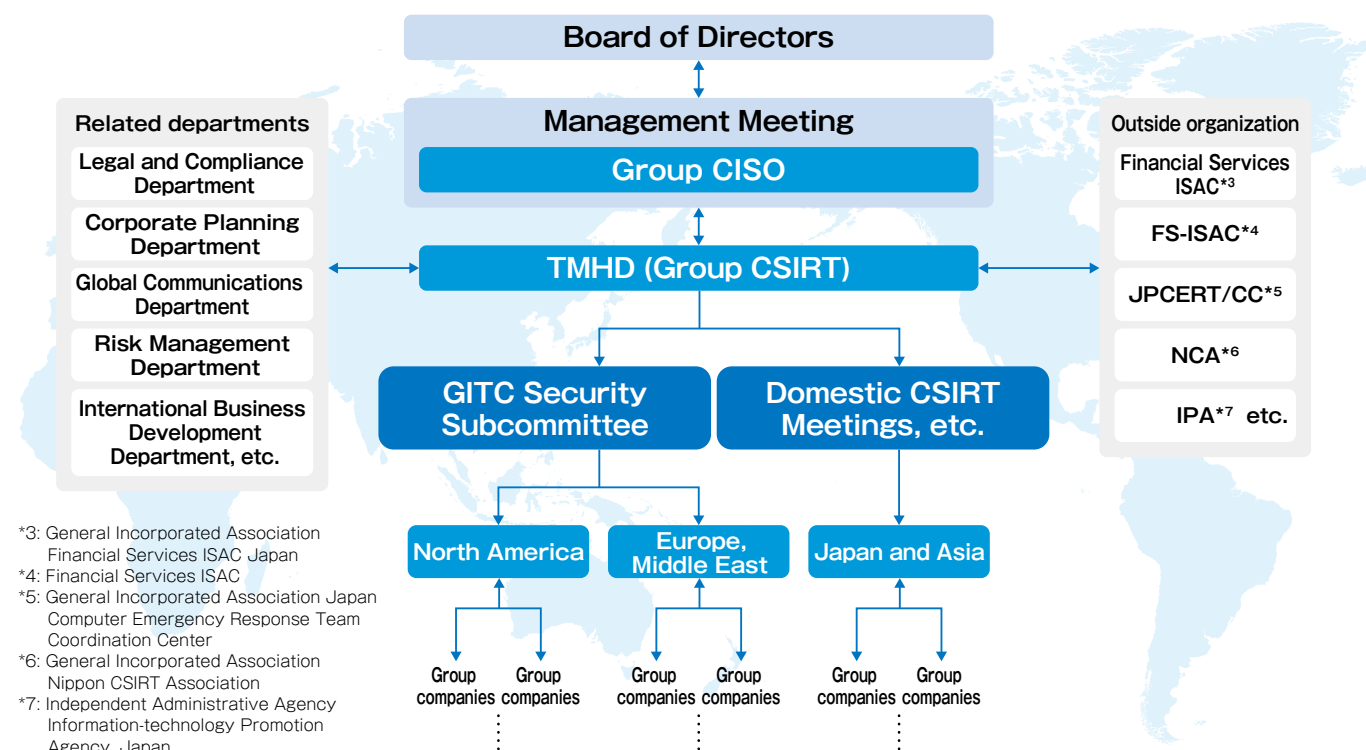 Board of Directors
Management Meeting
Group CISO
TMHD (Group CSIRT)
Related departments
Legal and Compliance
Department
Corporate Planning
Department
Global Communications
Department
Risk Management
Department
International Business
Development
Department, etc.
Outside organization
Financial Services
ISAC*3
FS-ISAC*4
JPCERT/CC*5
NCA*6
IPA*7 etc.
GITC Security
Subcommittee
Domestic CSIRT
Meetings, etc.
North America
Europe,
Middle East
Japan and Asia
Group
companies
Group
companies
Group
companies
Group
companies
Group
companies
Group
companies
*3: General Incorporated Association
Financial Services ISAC Japan
*4: Financial Services ISAC
*5: General Incorporated Association Japan
Computer Emergency Response Team
Coordination Center
*6: General Incorporated Association
Nippon CSIRT Association
*7: Independent Administrative Agency
Information-technology Promotion
Agency, Japan